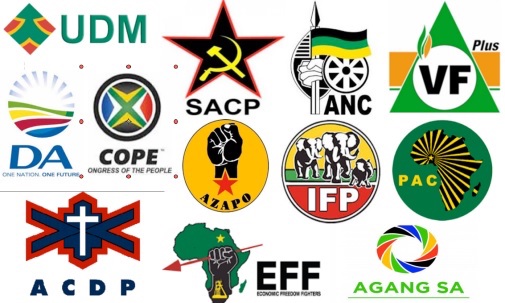 UDM
SACP
ANC
VF Plus
DA
ONE NATION. ONE FUTURE
COPE
ONGRESS OF THE PEOPLE
AZAPO
IFP
PAC
ACDP
EFF
ECONOMIC FREEDOM FIGHTERS
AGANG SA